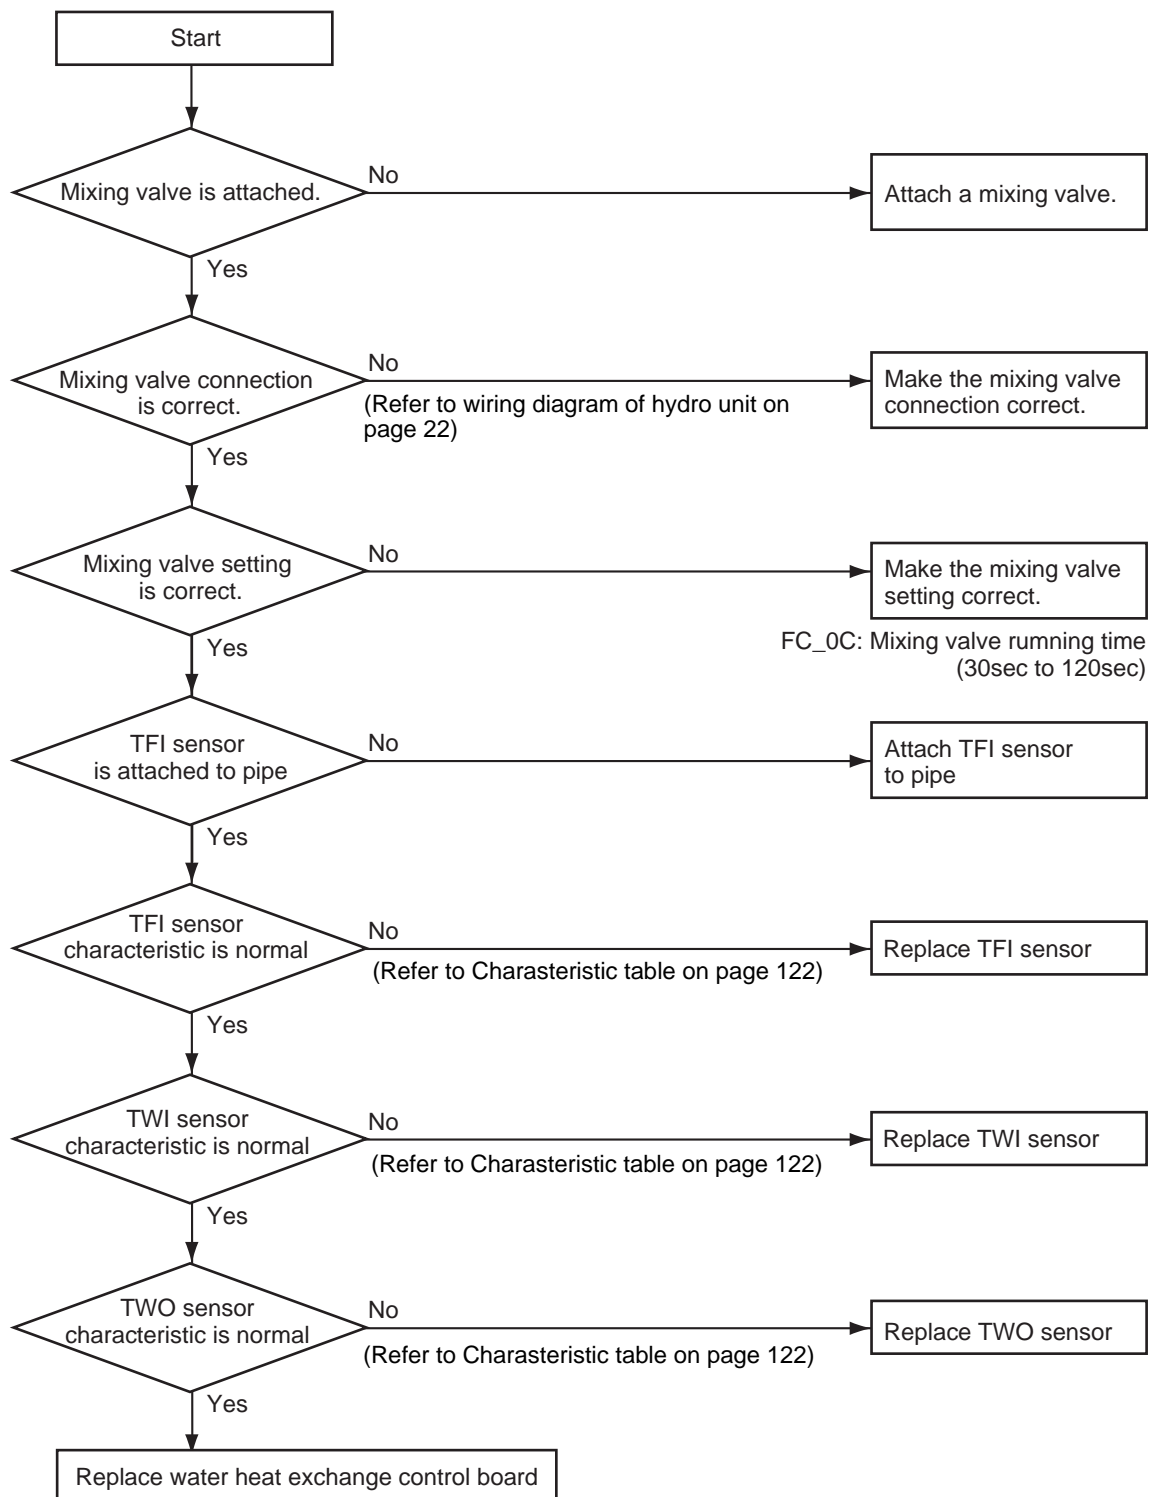 Start
No
Mixing valve is attached.
Attach a mixing valve.
Yes
No
Mixing valve connection
is correct.
(Refer to wiring diagram of hydro unit on
page 22)
Make the mixing valve
connection correct.
Yes
No
Mixing valve setting
is correct.
Make the mixing valve
setting correct.
FC_0C: Mixing valve rumning time
(30sec to 120sec)
Yes
No
TFI sensor
is attached to pipe
Attach TFI sensor
to pipe
Yes
No
TFI sensor
characteristic is normal
(Refer to Charasteristic table on page 122)
Replace TFI sensor
Yes
No
TWI sensor
characteristic is normal
(Refer to Charasteristic table on page 122)
Replace TWI sensor
Yes
No
TWO sensor
characteristic is normal
(Refer to Charasteristic table on page 122)
Replace TWO sensor
Yes
Replace water heat exchange control board